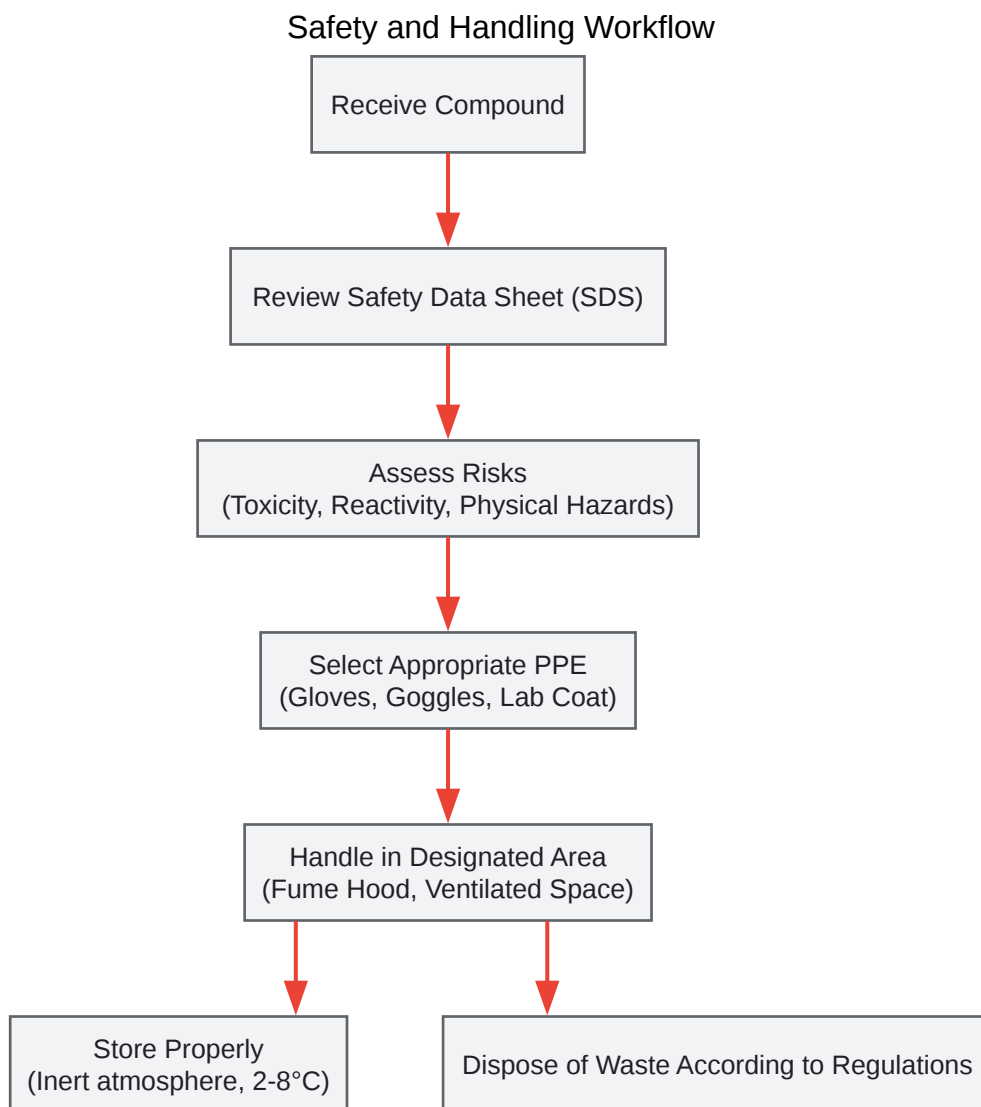 Safety and Handling Workflow
Receive Compound
Review Safety Data Sheet (SDS)
Assess Risks
(Toxicity, Reactivity, Physical Hazards)
Select Appropriate PPE
(Gloves, Goggles, Lab Coat)
Handle in Designated Area
(Fume Hood, Ventilated Space)
Store Properly
(Inert atmosphere, 2-8°C)
Dispose of Waste According to Regulations